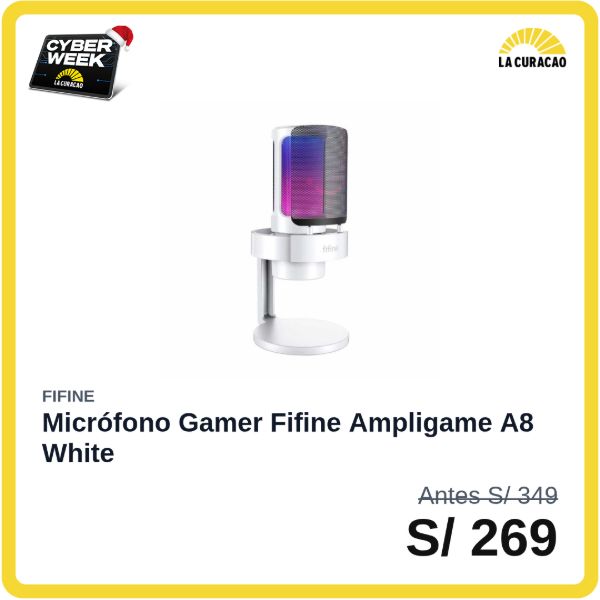 CYBER
WEEK
LA CURACAO
LA CURACAO
fifine
FIFINE
Micrófono Gamer Fifine Ampligame A8
White
Antes S/ 349
S/ 269